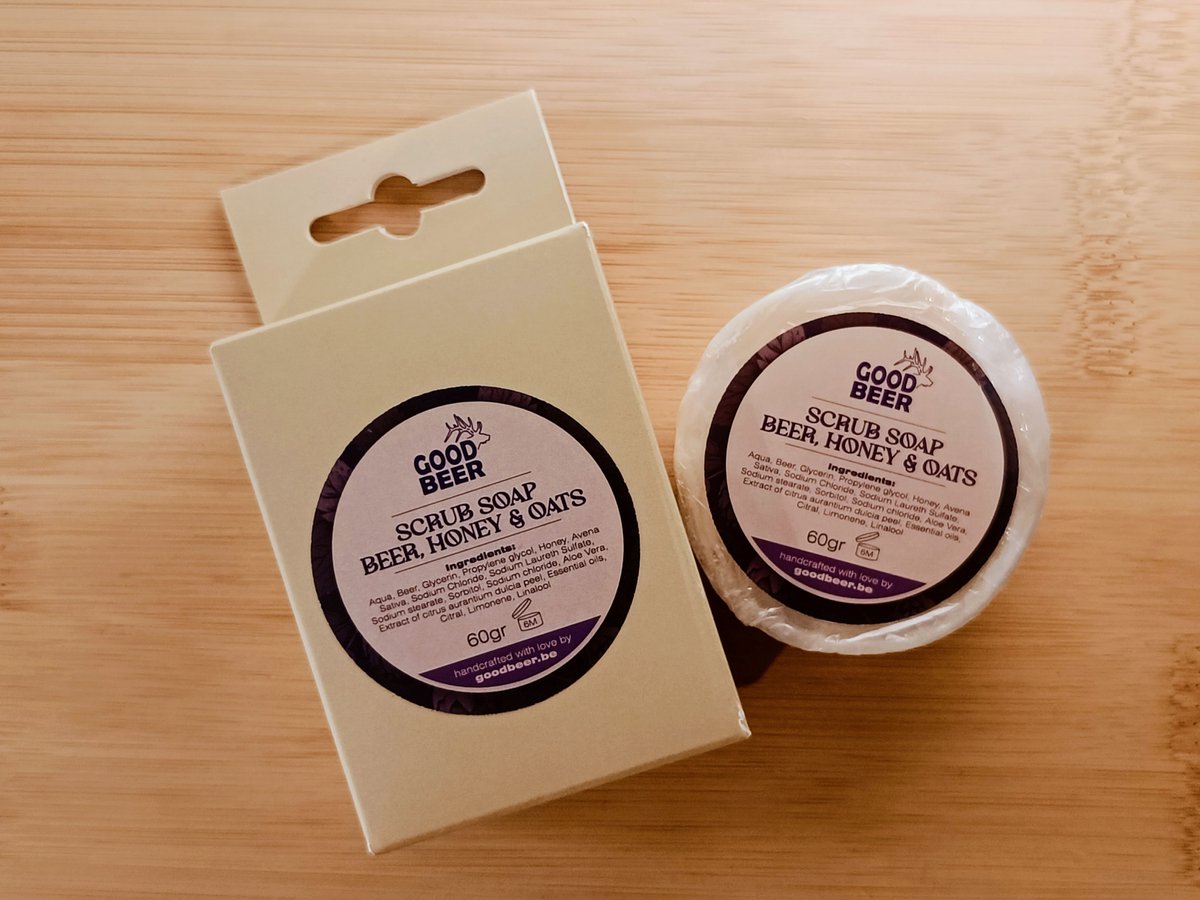 GOOD
BEER
SCRUB SOAP
BEER, HONEY & OATS
Ingredients:
Aqua, Beer, Glycerin, Propylene glycol, Honey, Avena
Sativa, Sodium Chloride, Sodium Laureth Sulfate,
Sodium stearate, Sorbitol, Sodium chloride, Aloe Vera,
Extract of citrus aurantium dulcia peel, Essential oils,
Citral, Limonene, Linalool
60gr
6M
handcrafted with love by
goodbeer.be
GOOD
BEER
SCRUB SOAP
BEER, HONEY & OATS
Ingredients:
Aqua, Beer, Glycerin, Propylene glycol, Honey, Avena
Sativa, Sodium Chloride, Sodium Laureth Sulfate,
Sodium stearate, Sorbitol, Sodium chloride, Aloe Vera,
Extract of citrus aurantium dulcia peel, Essential oils,
Citral, Limonene, Linalool
60gr
6M
handcrafted with love by
goodbeer.be